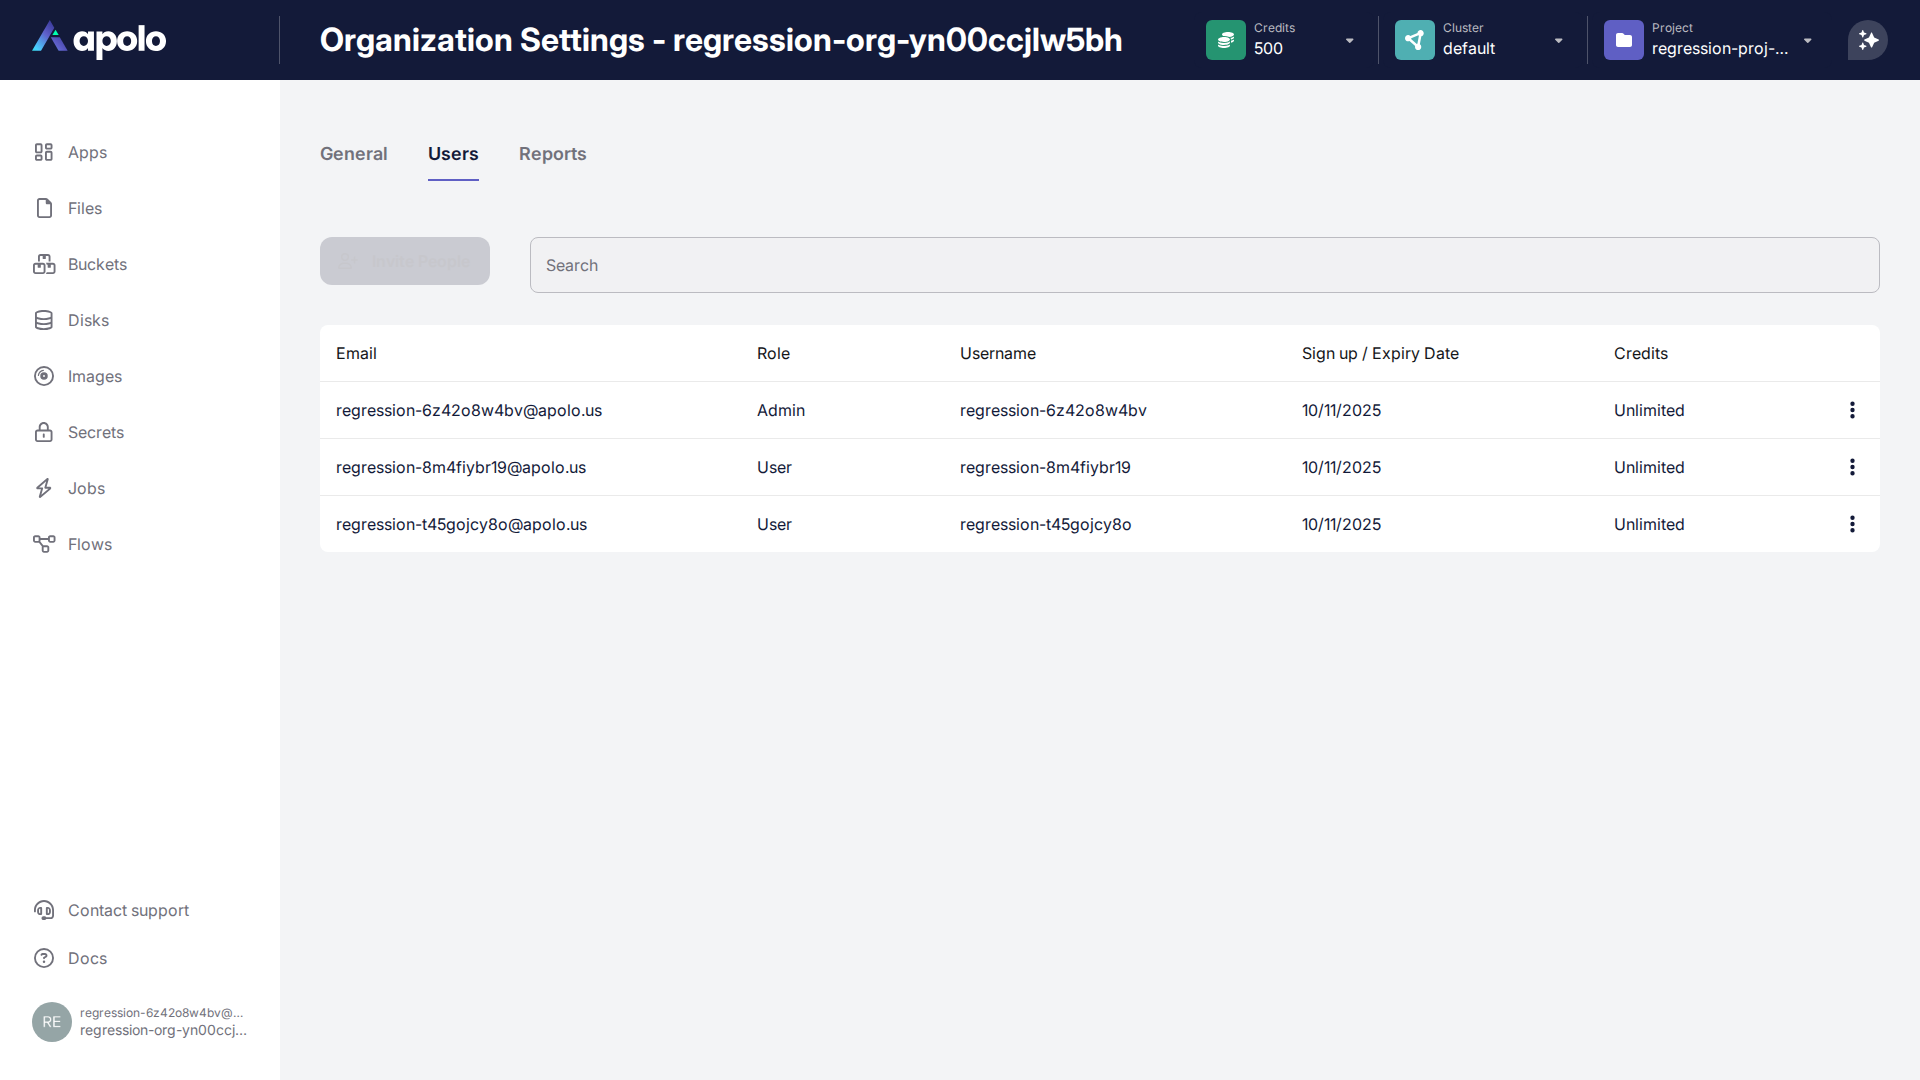 apolo
Organization Settings - regression-org-yn00ccjlw5bh
Credits
500
Cluster
default
Project
regression-proj-...
Apps
Files
Buckets
Disks
Images
Secrets
Jobs
Flows
General
Users
Reports
Invite People
Search
Email Role Username Sign up / Expiry Date Credits
regression-6z42o8w4bv@apolo.us Admin regression-6z42o8w4bv 10/11/2025 Unlimited
regression-8m4fiybr19@apolo.us User regression-8m4fiybr19 10/11/2025 Unlimited
regression-t45gojcy8o@apolo.us User regression-t45gojcy8o 10/11/2025 Unlimited
Contact support
Docs
RE
regression-6z42o8w4bv@...
regression-org-yn00ccj...